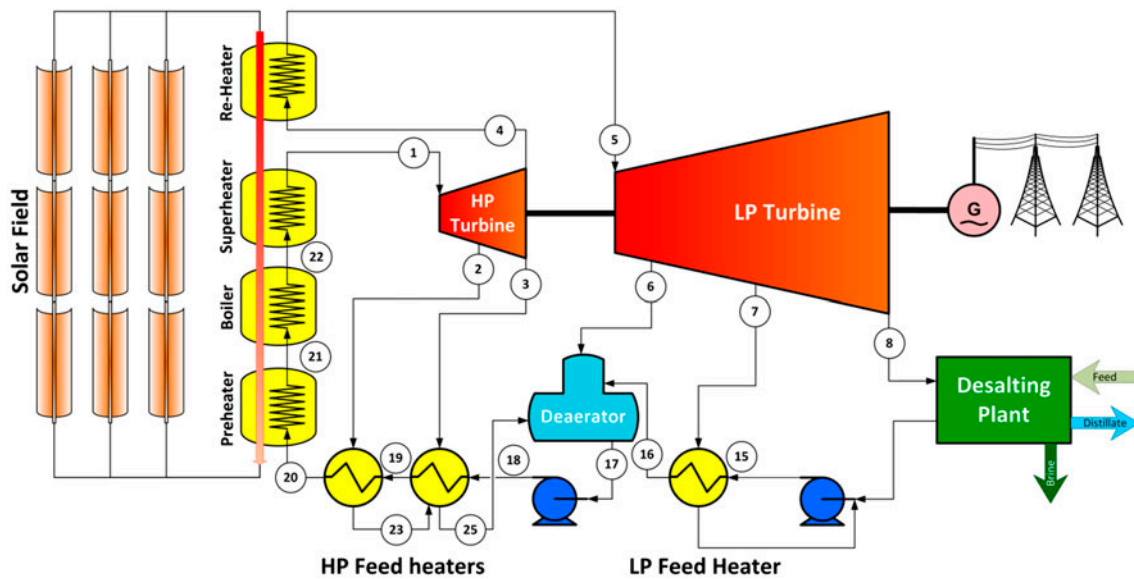 Solar Field
Re-Heater
Superheater
Boiler
Preheater
1
2
3
4
5
6
7
8
HP
Turbine
LP Turbine
G
22
21
20
19
18
17
16
15
23
25
Deaerator
Desalting
Plant
Feed
Distillate
Brine
HP Feed heaters
LP Feed Heater